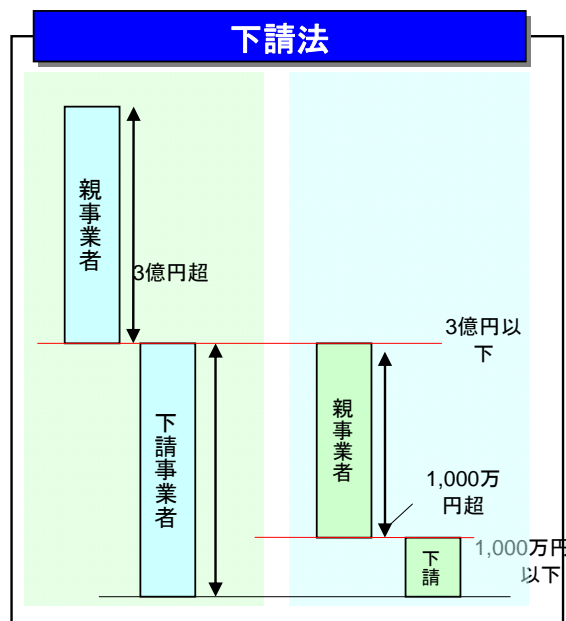 下請法
親事業者
3億円超
3億円以
下
下請事業者
親事業者
1,000万
円超
下請
1,000万円
以下